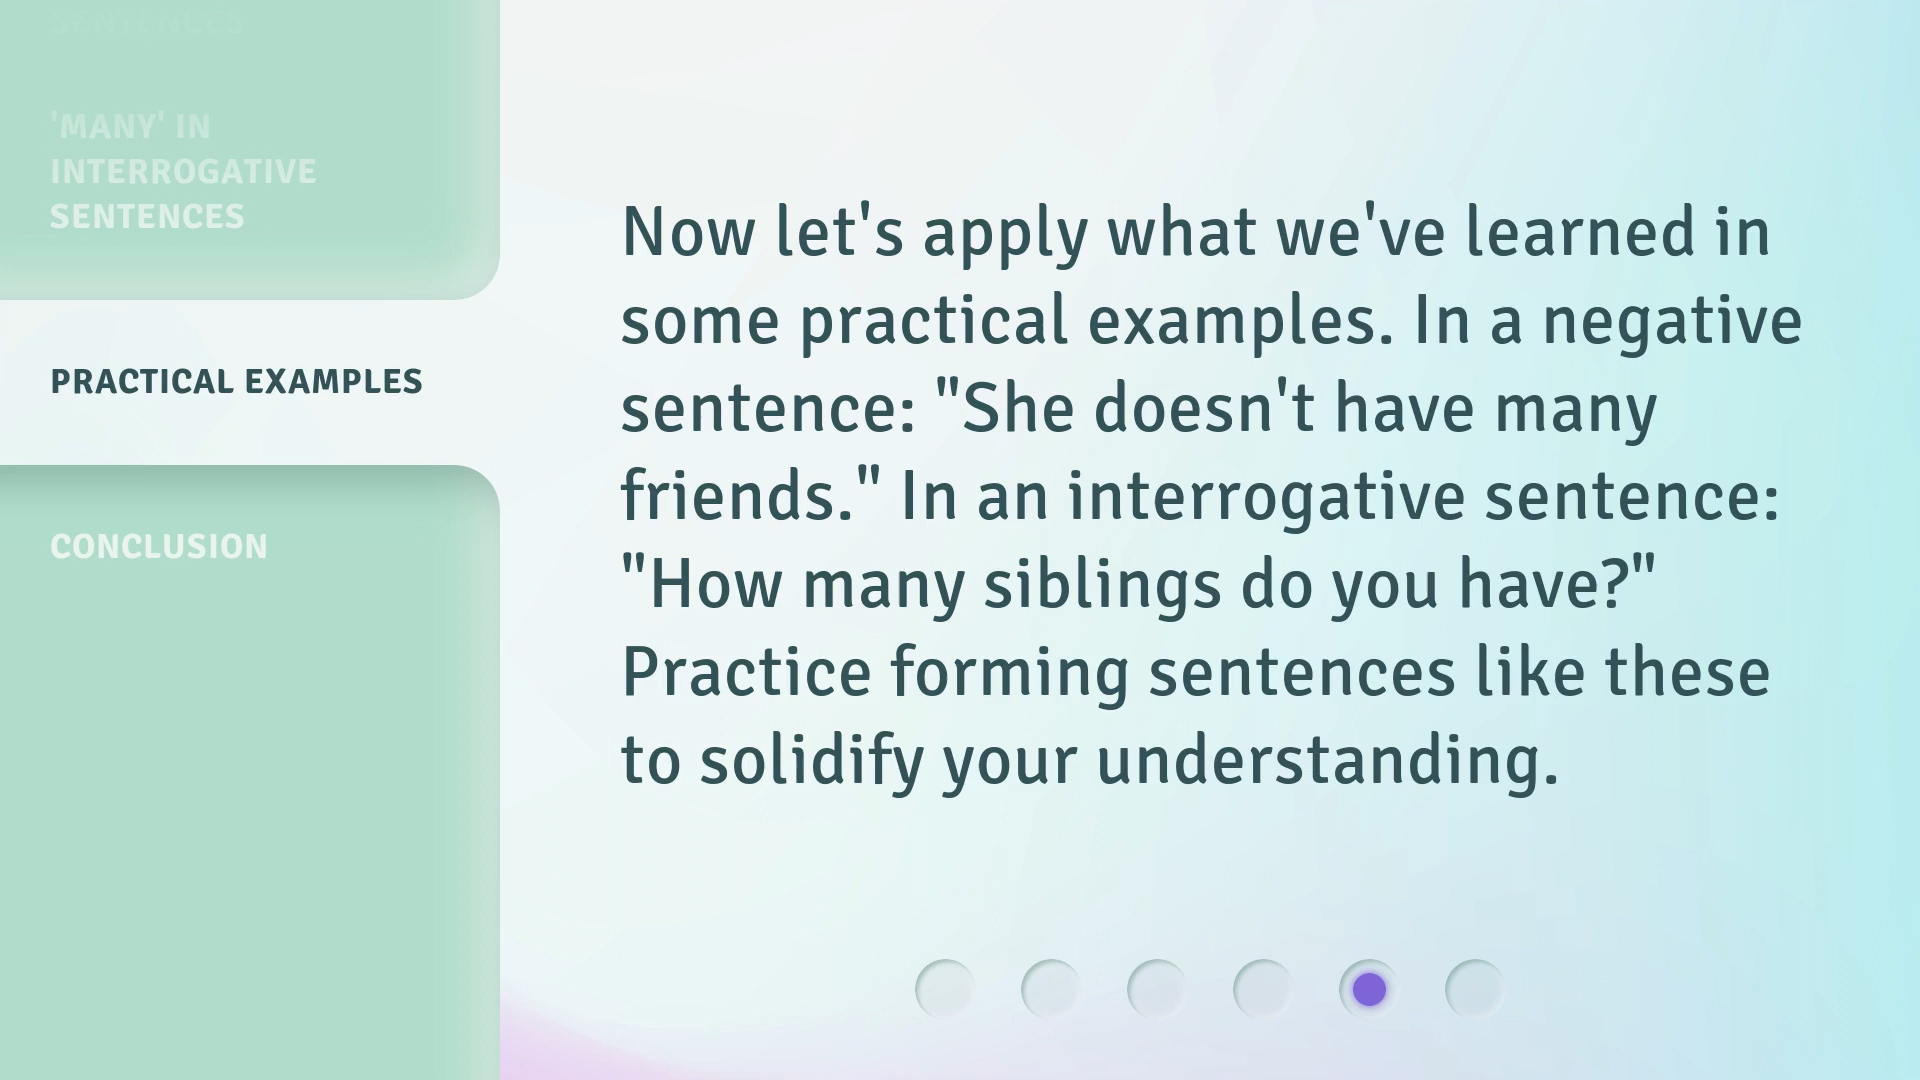 SENTENCES
'MANY' IN
INTERROGATIVE
SENTENCES
PRACTICAL EXAMPLES
CONCLUSION
Now let's apply what we've learned in
some practical examples. In a negative
sentence: "She doesn't have many
friends." In an interrogative sentence:
"How many siblings do you have?"
Practice forming sentences like these
to solidify your understanding.